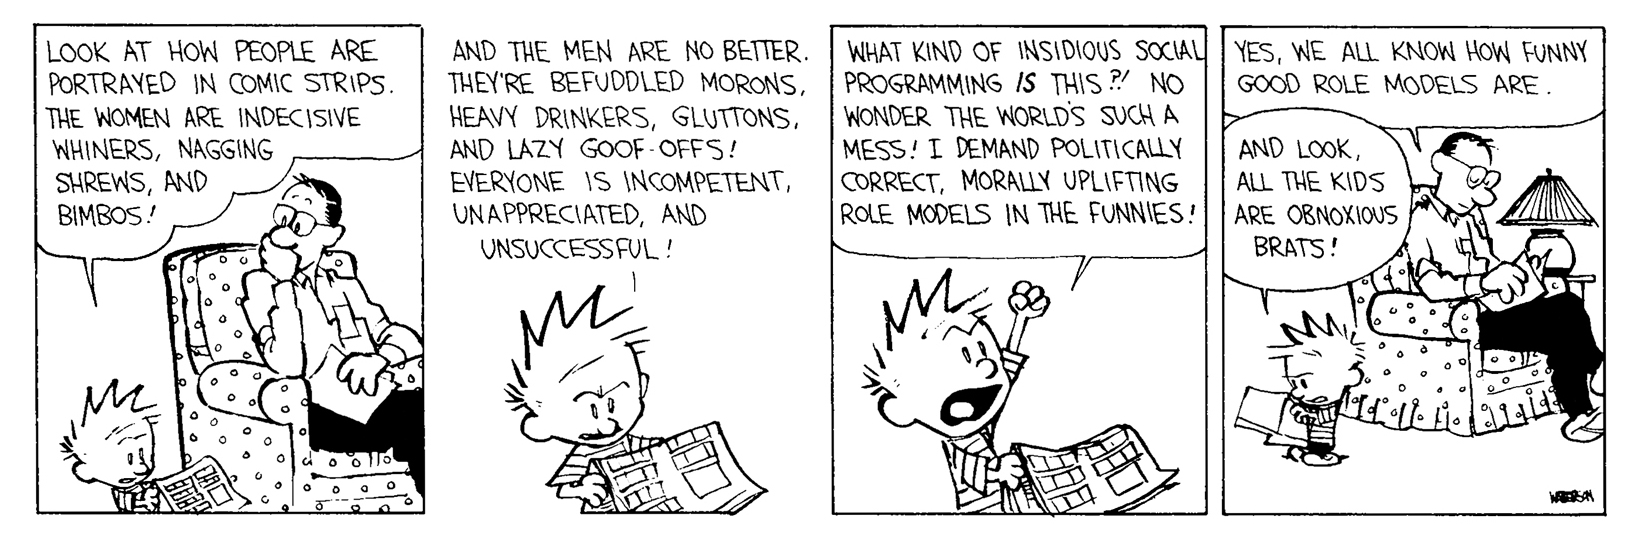 LOOK AT HOW PEOPLE ARE
PORTRAYED IN COMIC STRIPS.
THE WOMEN ARE INDECISIVE
WHINERS, NAGGING
SHREWS, AND
BIMBOS!
AND THE MEN ARE NO BETTER.
THEY'RE BEFUDDLED MORONS,
HEAVY DRINKERS, GLUTTONS,
AND LAZY GOOF-OFFS!
EVERYONE IS INCOMPETENT,
UNAPPRECIATED, AND
UNSUCCESSFUL!
WHAT KIND OF INSIDIOUS SOCIAL
PROGRAMMING IS THIS?! NO
WONDER THE WORLD'S SUCH A
MESS! I DEMAND POLITICALLY
CORRECT, MORALLY UPLIFTING
ROLE MODELS IN THE FUNNIES!
YES, WE ALL KNOW HOW FUNNY
GOOD ROLE MODELS ARE.
AND LOOK,
ALL THE KIDS
ARE OBNOXIOUS
BRATS!
WATTERSON